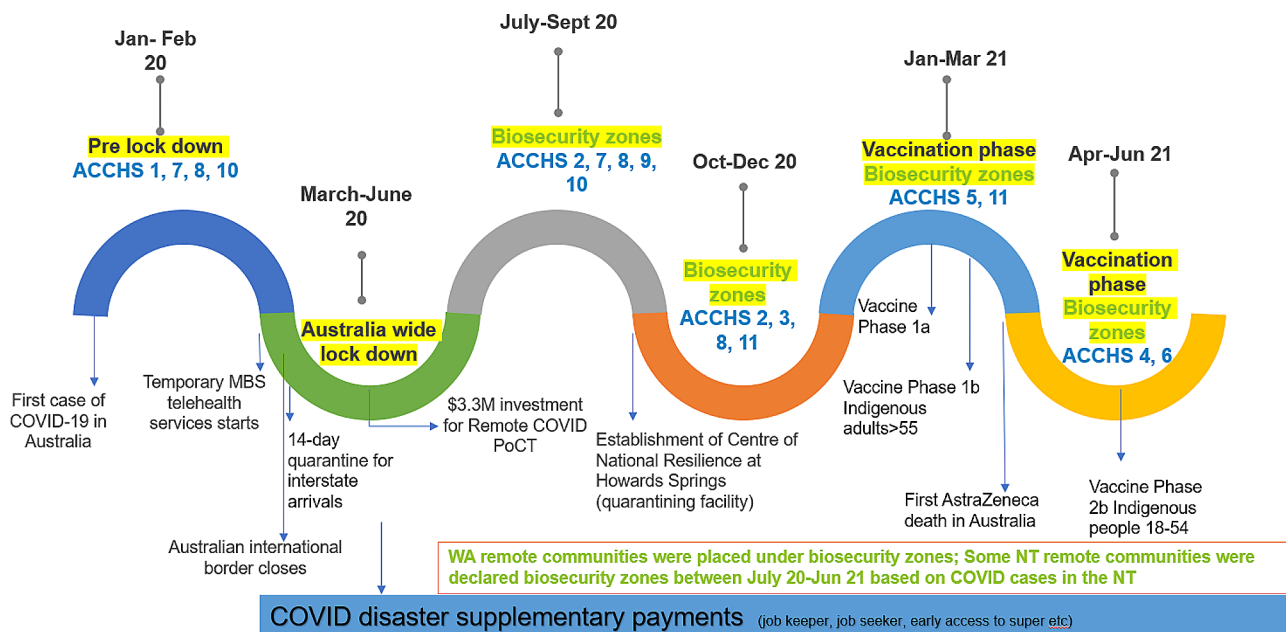 Jan- Feb
20
Pre lock down
ACCHS 1, 7, 8, 10
March-June
20
Australia wide
lock down
July-Sept 20
Biosecurity zones
ACCHS 2, 7, 8, 9,
10
Oct-Dec 20
Biosecurity
zones
ACCHS 2, 3,
8, 11
Jan-Mar 21
Vaccination phase
Biosecurity zones
ACCHS 5, 11
Apr-Jun 21
Vaccination
phase
Biosecurity
zones
ACCHS 4, 6
First case of
COVID-19 in
Australia
Temporary MBS
telehealth
services starts
14-day
quarantine for
interstate
arrivals
Australian international
border closes
$3.3M investment
for Remote COVID
PoCT
Establishment of Centre of
National Resilience at
Howards Springs
(quarantining facility)
Vaccine
Phase 1a
Vaccine Phase 1b
Indigenous
adults>55
First AstraZeneca
death in Australia
Vaccine Phase
2b Indigenous
people 18-54
WA remote communities were placed under biosecurity zones; Some NT remote communities were
declared biosecurity zones between July 20-Jun 21 based on COVID cases in the NT
COVID disaster supplementary payments (job keeper, job seeker, early access to super etc)